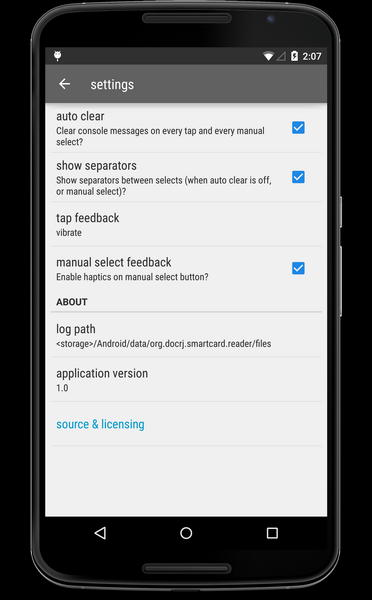 2:07
settings
auto clear
Clear console messages on every tap and every manual
select?
show separators
Show separators between selects (when auto clear is off,
or manual select)?
tap feedback
vibrate
manual select feedback
Enable haptics on manual select button?
ABOUT
log path
<storage>/Android/data/org.docrj.smartcard.reader/files
application version
1.0
source & licensing